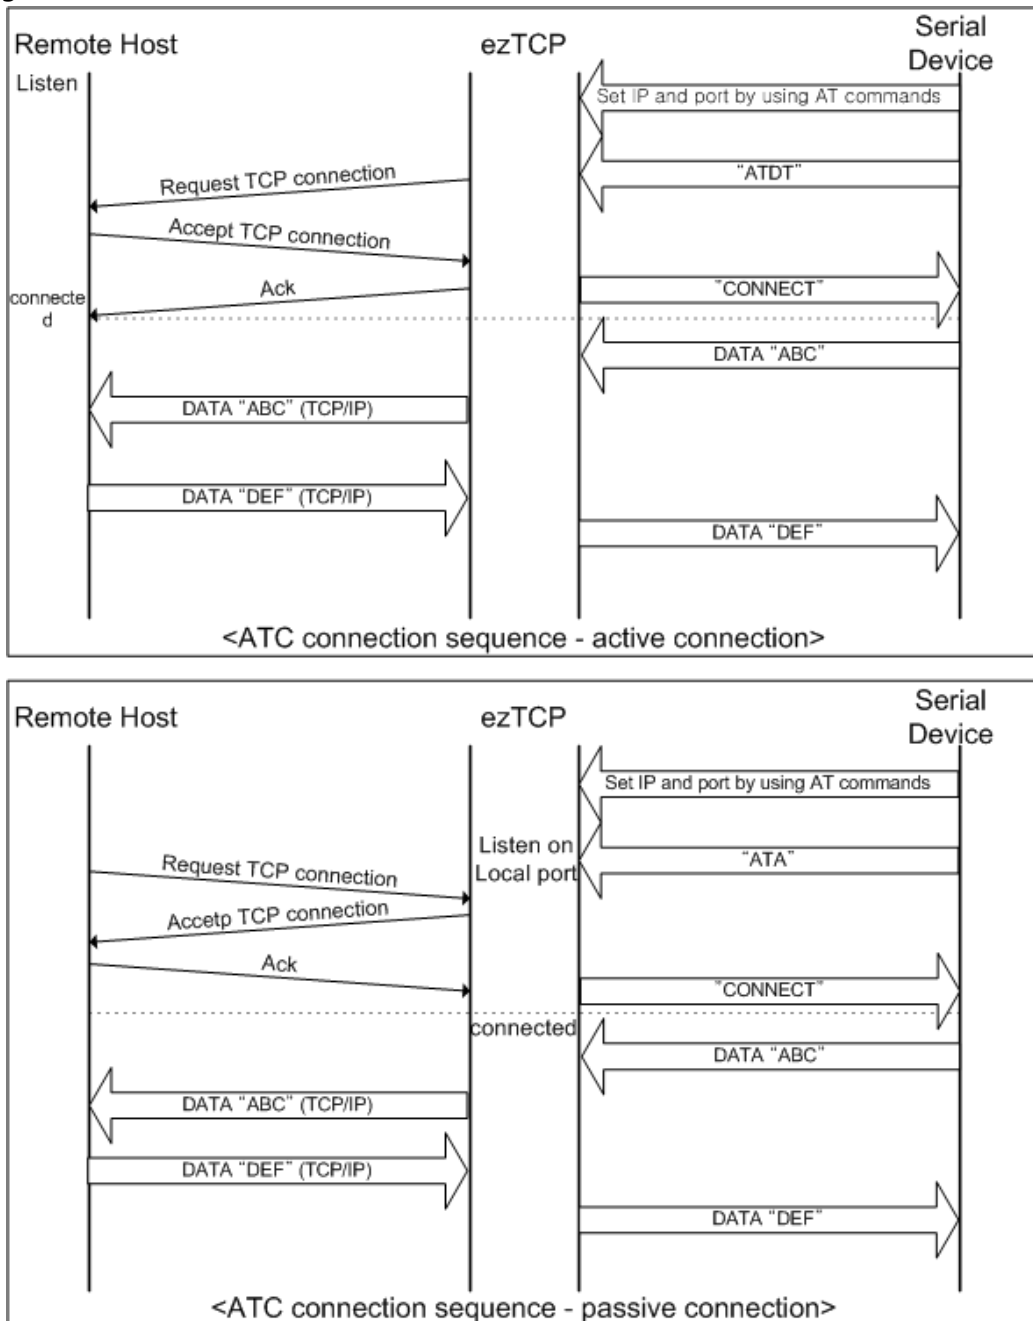 Remote Host
ezTCP
Serial
Device
Listen
Set IP and port by using AT commands
"ATDT"
Request TCP connection
Accept TCP connection
Ack
"CONNECT"
connecte
d
DATA "ABC"
DATA "ABC" (TCP/IP)
DATA "DEF" (TCP/IP)
DATA "DEF"
<ATC connection sequence - active connection>
Remote Host
ezTCP
Serial
Device
Set IP and port by using AT commands
Listen on
Local port
"ATA"
Request TCP connection
Accetp TCP connection
Ack
"CONNECT"
connected
DATA "ABC"
DATA "ABC" (TCP/IP)
DATA "DEF" (TCP/IP)
DATA "DEF"
<ATC connection sequence - passive connection>